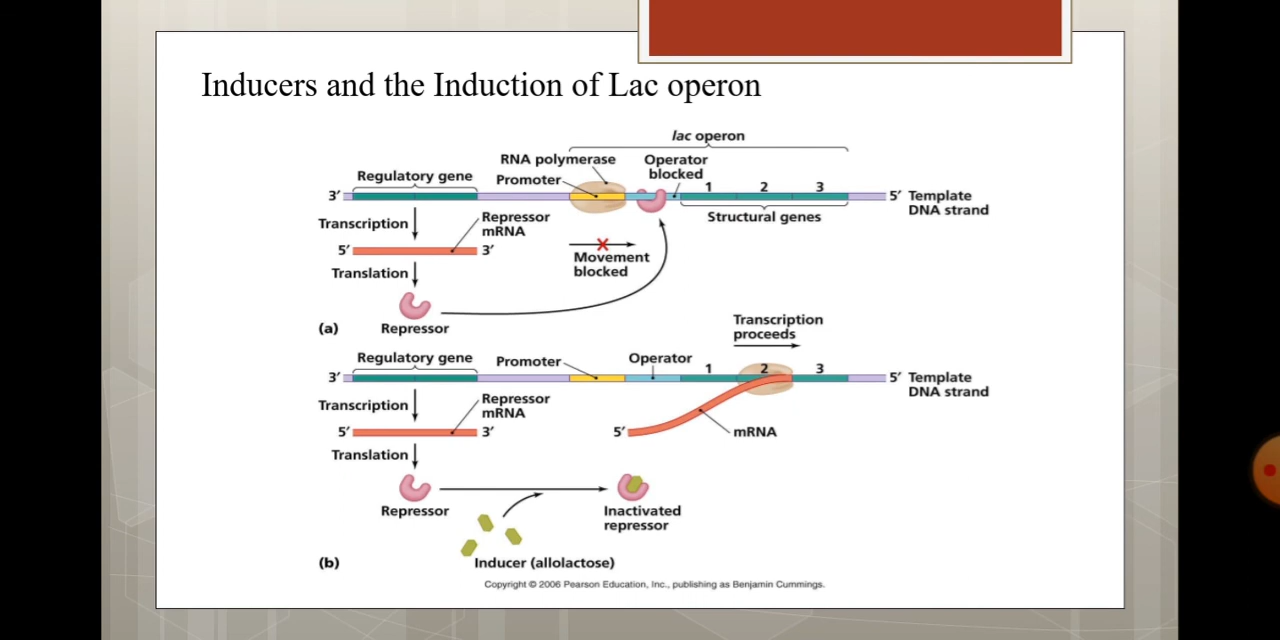 Inducers and the Induction of Lac operon
lac operon
RNA polymerase
Operator
blocked
Regulatory gene
Promoter
1 2 3
3′
5′ Template
DNA strand
Structural genes
Transcription
Repressor
mRNA
5′
3′
Movement
blocked
Translation
(a)
Repressor
Transcription
proceeds
Regulatory gene
Promoter
Operator
1 2 3
3′
5′ Template
DNA strand
Transcription
Repressor
mRNA
5′
3′
5′
mRNA
Translation
Repressor
Inactivated
repressor
(b)
Inducer (allolactose)
Copyright © 2006 Pearson Education, Inc., publishing as Benjamin Cummings.